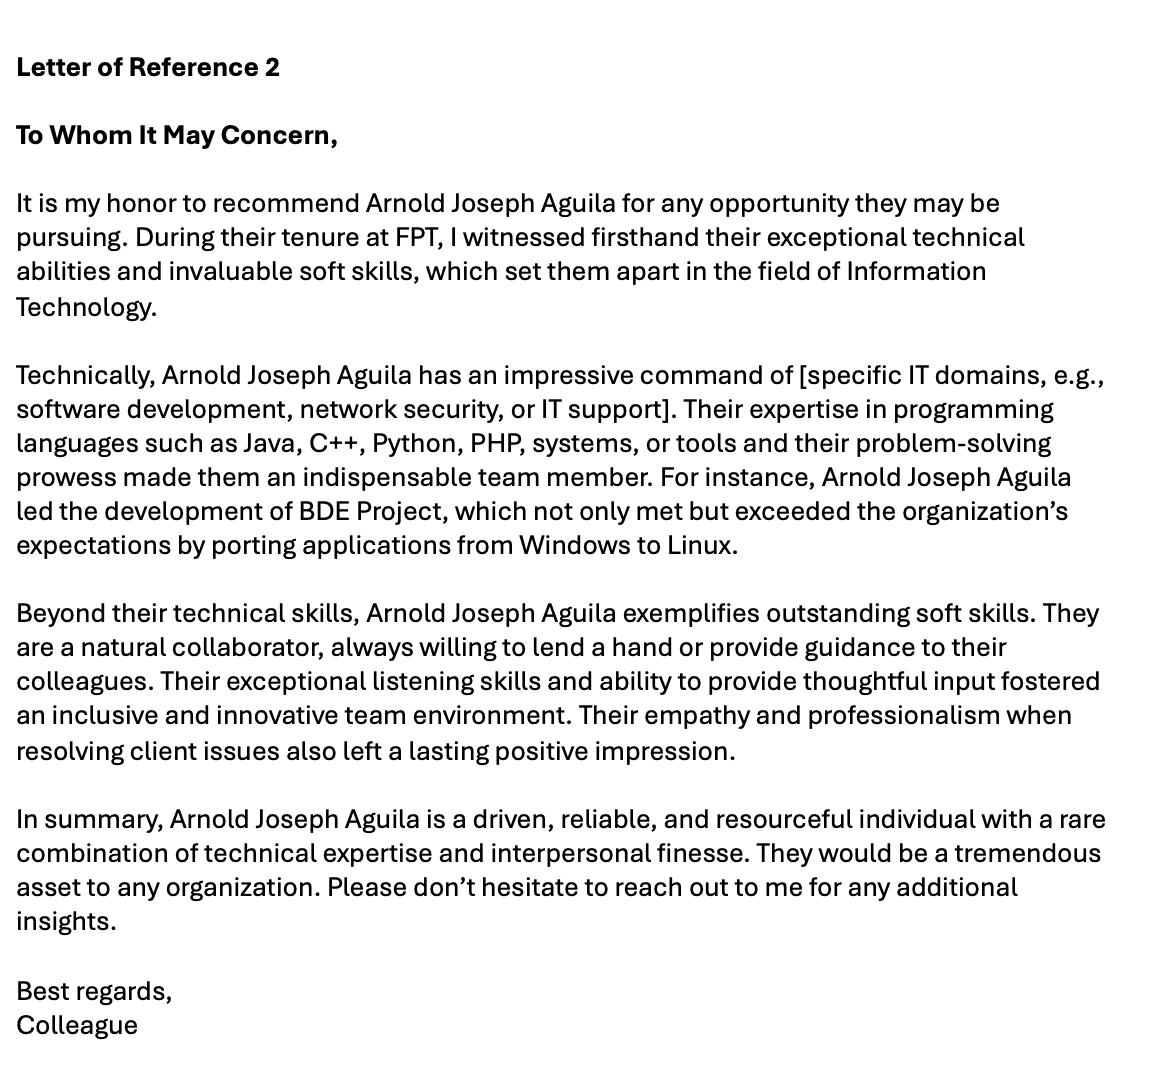 Letter of Reference 2
To Whom It May Concern,
It is my honor to recommend Arnold Joseph Aguila for any opportunity they may be
pursuing. During their tenure at FPT, I witnessed firsthand their exceptional technical
abilities and invaluable soft skills, which set them apart in the field of Information
Technology.
Technically, Arnold Joseph Aguila has an impressive command of [specific IT domains, e.g.,
software development, network security, or IT support]. Their expertise in programming
languages such as Java, C++, Python, PHP, systems, or tools and their problem-solving
prowess made them an indispensable team member. For instance, Arnold Joseph Aguila
led the development of BDE Project, which not only met but exceeded the organization’s
expectations by porting applications from Windows to Linux.
Beyond their technical skills, Arnold Joseph Aguila exemplifies outstanding soft skills. They
are a natural collaborator, always willing to lend a hand or provide guidance to their
colleagues. Their exceptional listening skills and ability to provide thoughtful input fostered
an inclusive and innovative team environment. Their empathy and professionalism when
resolving client issues also left a lasting positive impression.
In summary, Arnold Joseph Aguila is a driven, reliable, and resourceful individual with a rare
combination of technical expertise and interpersonal finesse. They would be a tremendous
asset to any organization. Please don’t hesitate to reach out to me for any additional
insights.
Best regards,
Colleague